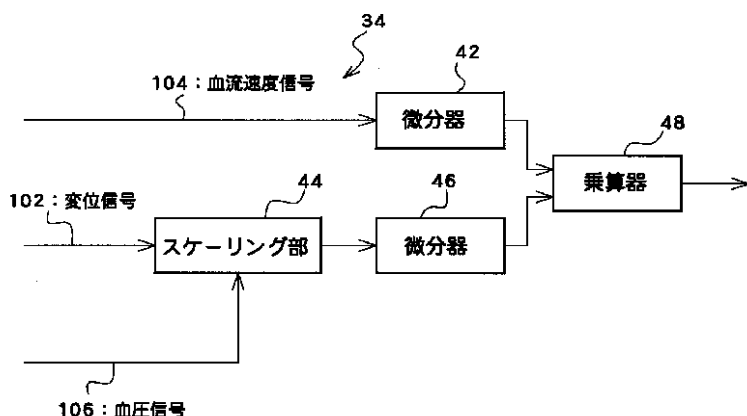 34
104：血流速度信号
42
微分器
48
乗算器
102：変位信号
44
スケーリング部
46
微分器
106：血圧信号